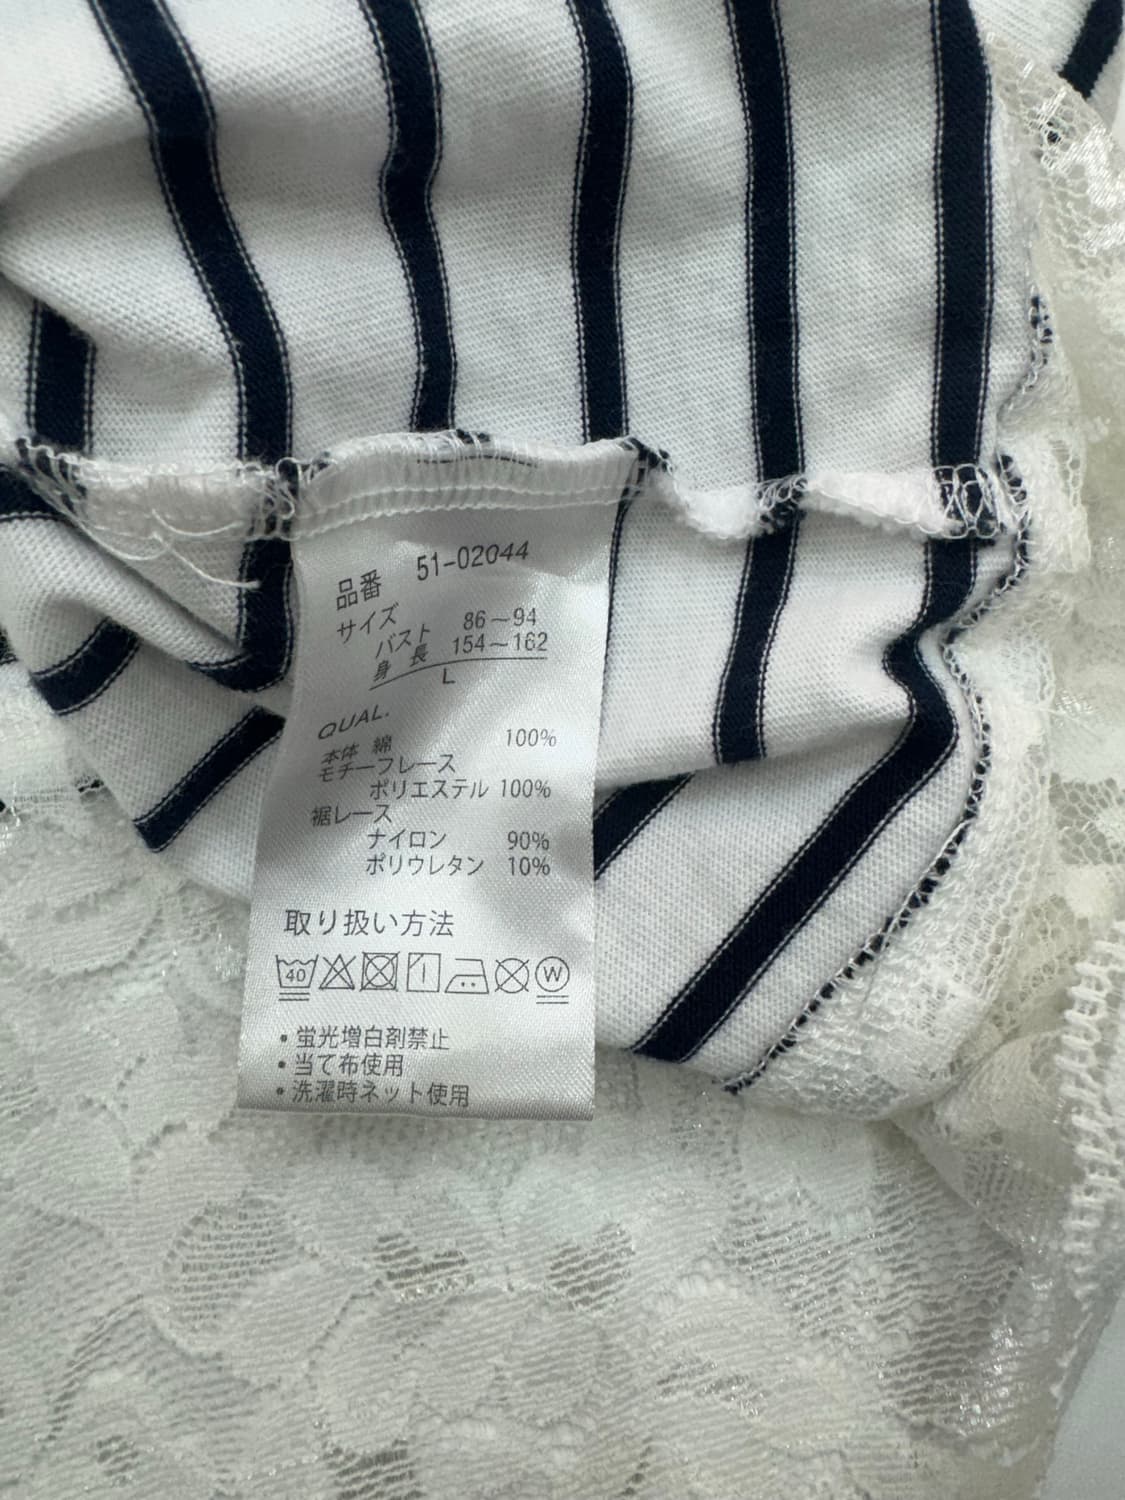 品番 51-02044
サイズ
バスト 86～94
身長 154～162
L
QUAL.
本体 綿 100%
モチーフレース
ポリエステル 100%
裾レース
ナイロン 90%
ポリウレタン 10%
取り扱い方法
40 W
・蛍光増白剤禁止
・当て布使用
・洗濯時ネット使用